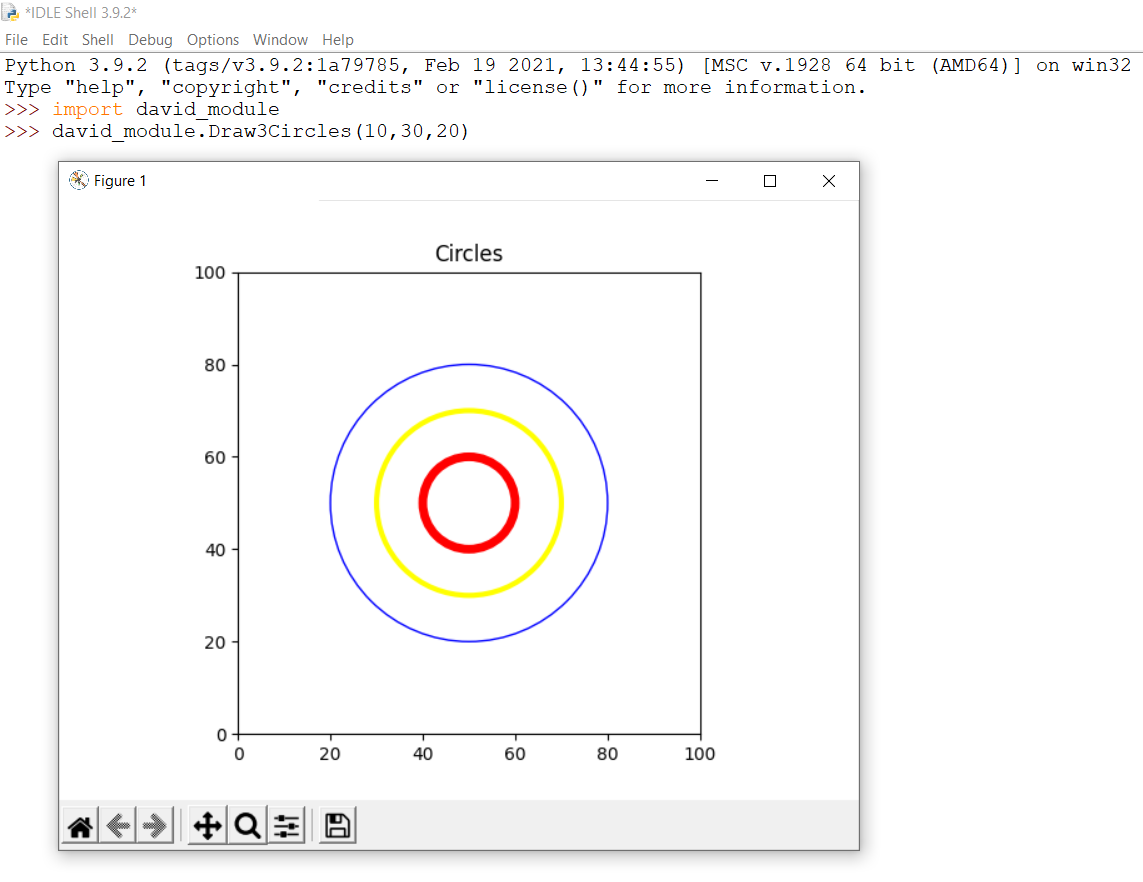 *IDLE Shell 3.9.2*
File Edit Shell Debug Options Window Help
Python 3.9.2 (tags/v3.9.2:1a79785, Feb 19 2021, 13:44:55) [MSC v.1928 64 bit (AMD64)] on win32
Type "help", "copyright", "credits" or "license()" for more information.
>>> import david_module
>>> david_module.Draw3Circles(10,30,20)
Figure 1
Circles
100
80
60
40
20
0
0 20 40 60 80 100